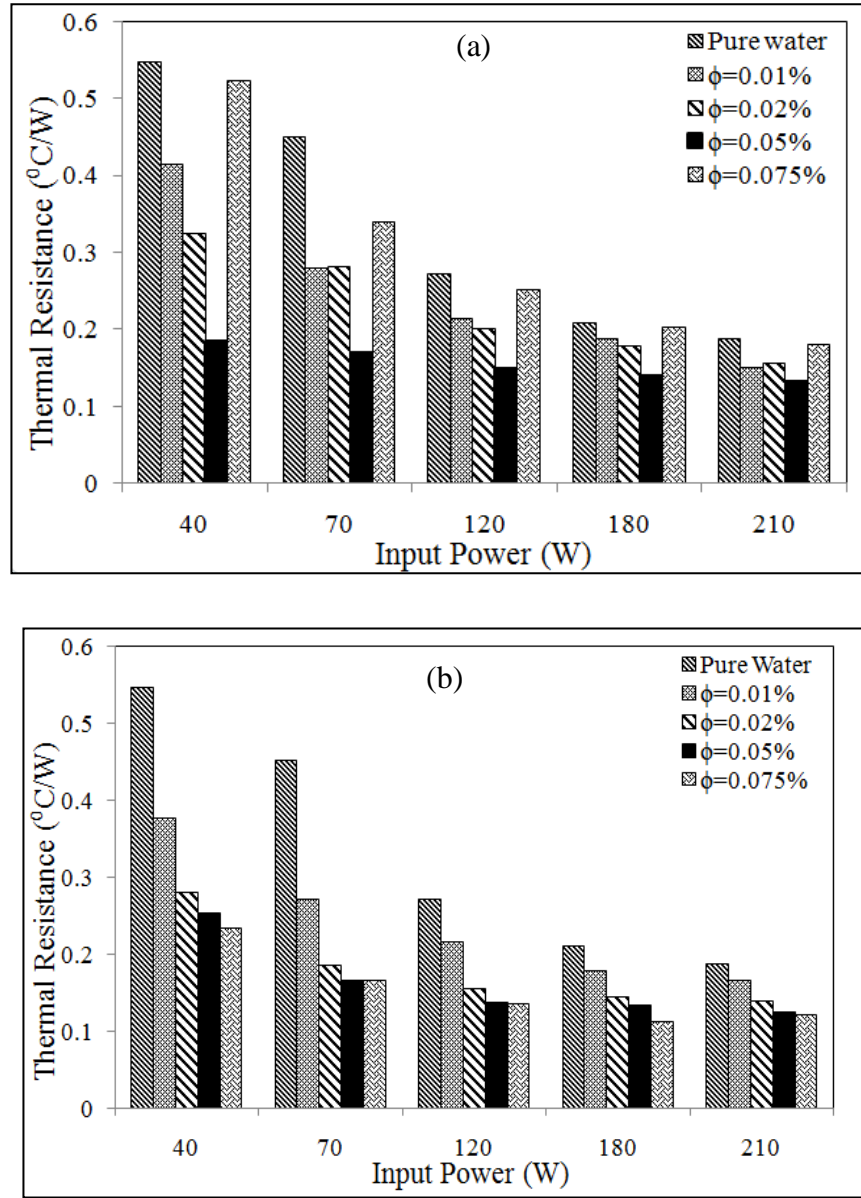 (a)
Pure water
ϕ=0.01%
ϕ=0.02%
ϕ=0.05%
ϕ=0.075%
0.6
0.5
0.4
0.3
0.2
0.1
0
Thermal Resistance (⁰C/W)
40 70 120 180 210
Input Power (W)
(b)
Pure Water
ϕ=0.01%
ϕ=0.02%
ϕ=0.05%
ϕ=0.075%
0.6
0.5
0.4
0.3
0.2
0.1
0
Thermal Resistance (⁰C/W)
40 70 120 180 210
Input Power (W)